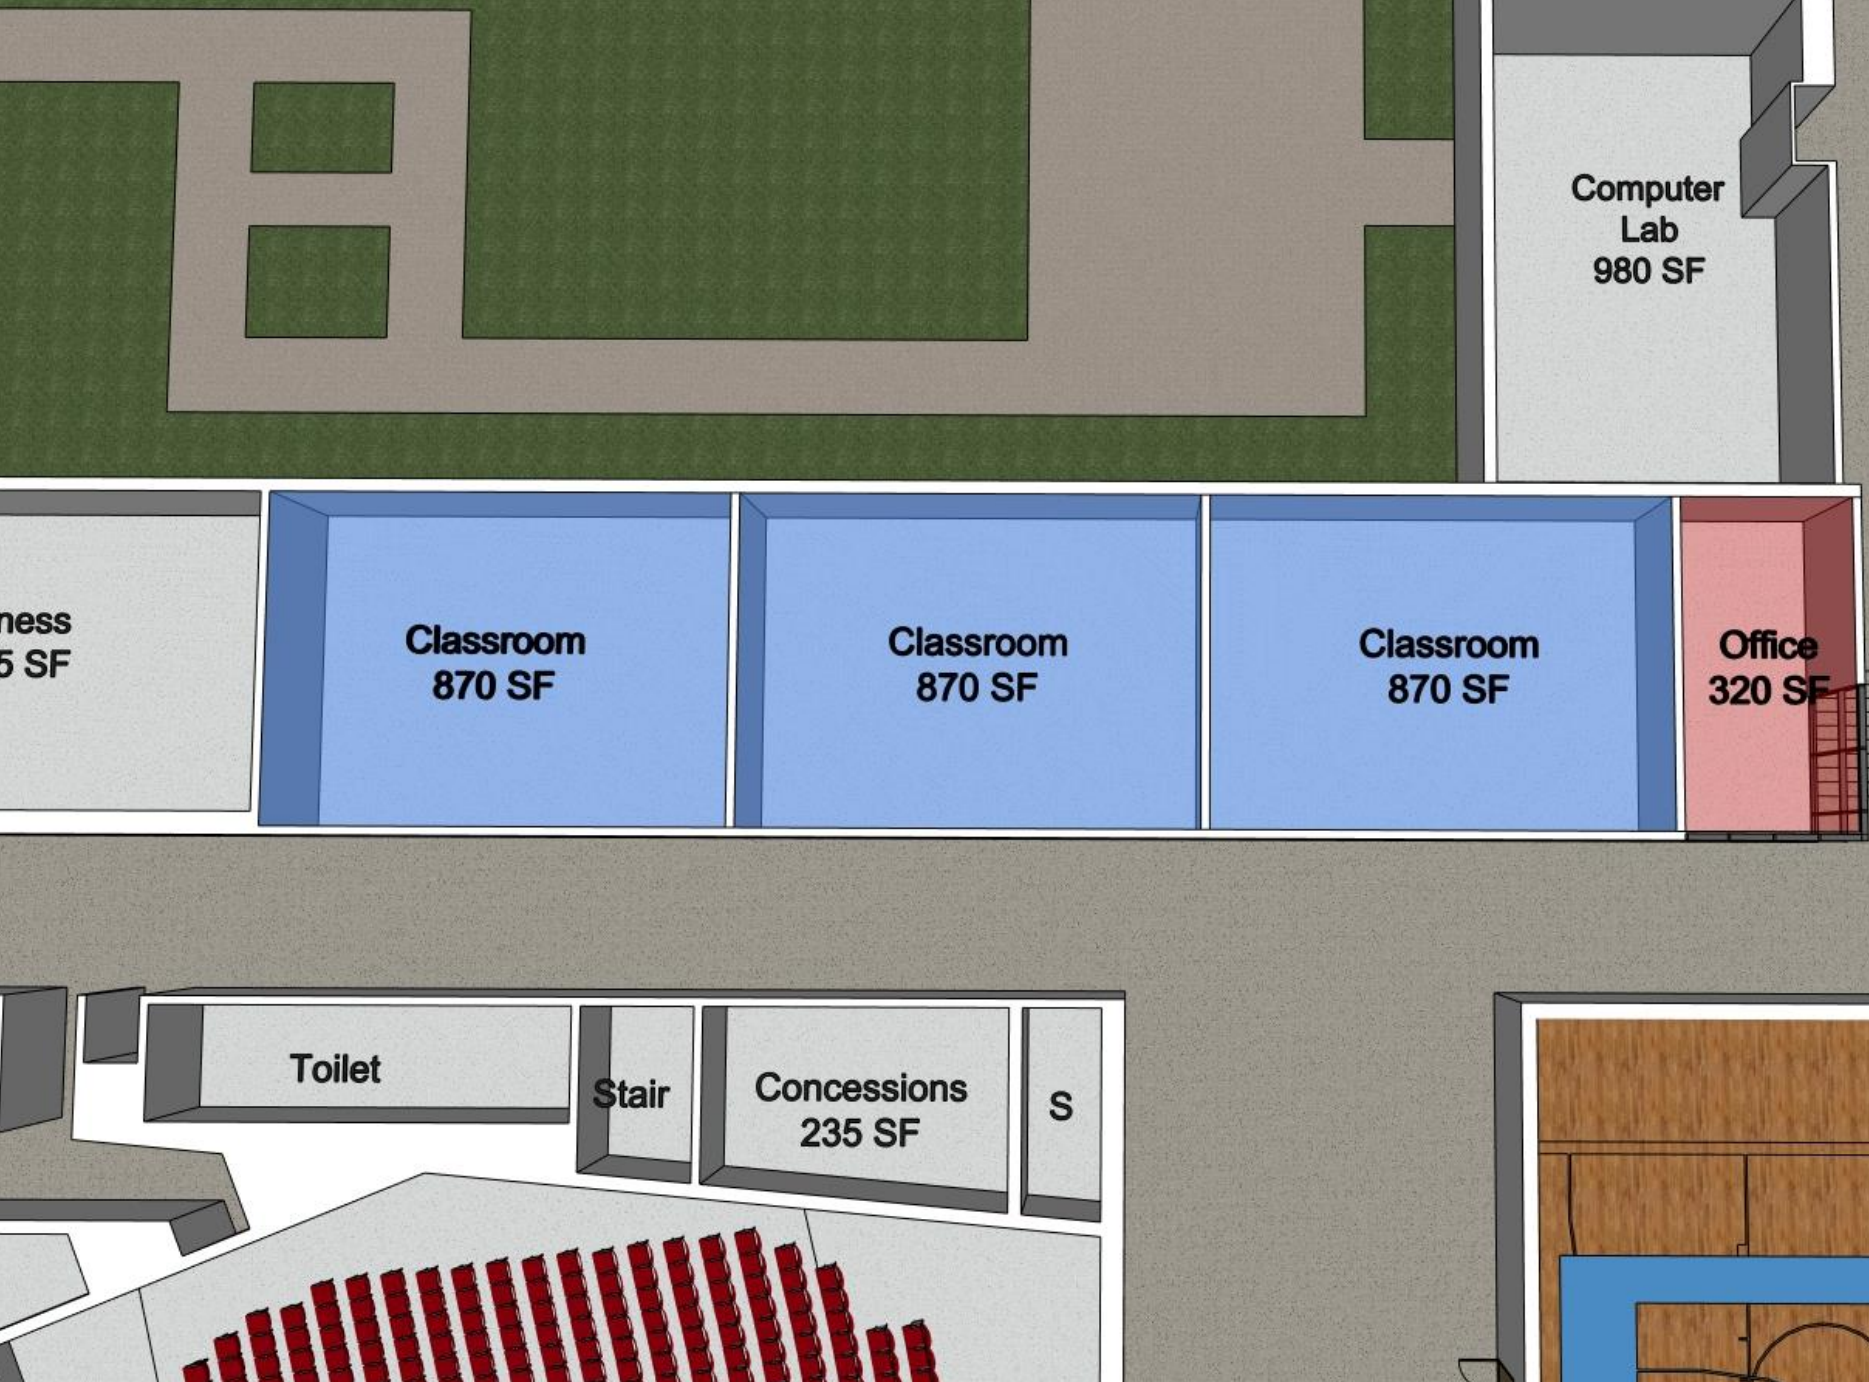 Computer
Lab
980 SF
ness
5 SF
Classroom
870 SF
Classroom
870 SF
Classroom
870 SF
Office
320 SF
Toilet
Stair
Concessions
235 SF
S